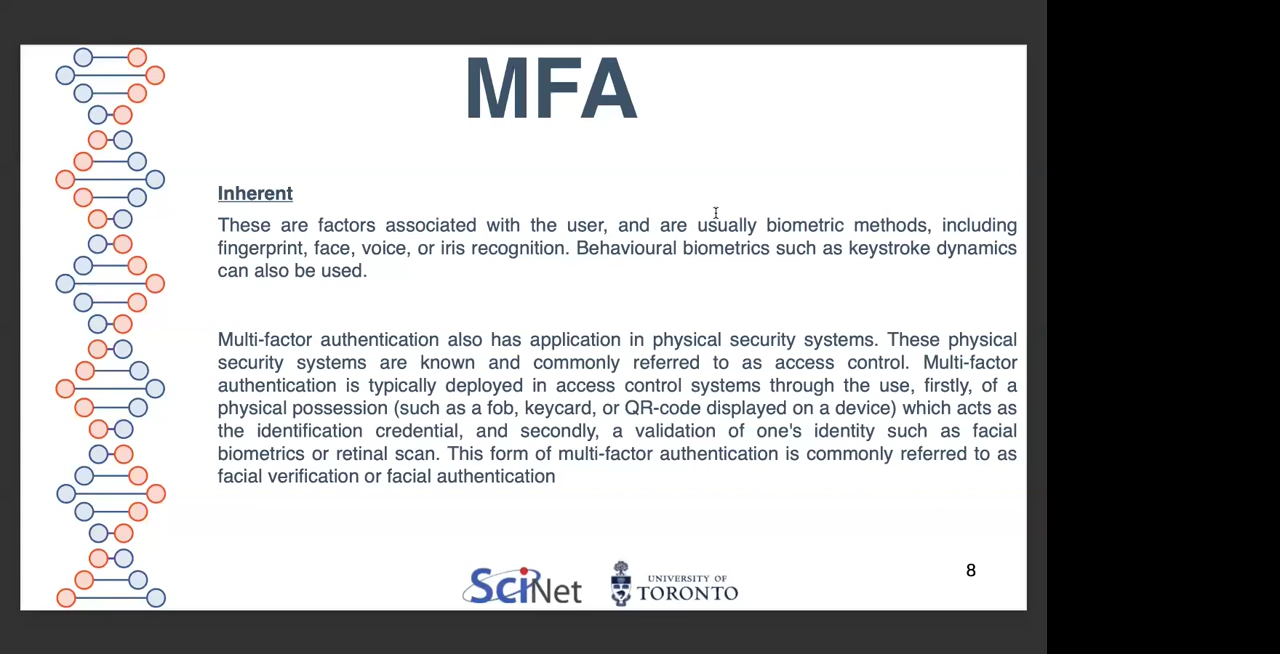 MFA
Inherent
These are factors associated with the user, and are usually biometric methods, including
fingerprint, face, voice, or iris recognition. Behavioural biometrics such as keystroke dynamics
can also be used.
Multi-factor authentication also has application in physical security systems. These physical
security systems are known and commonly referred to as access control. Multi-factor
authentication is typically deployed in access control systems through the use, firstly, of a
physical possession (such as a fob, keycard, or QR-code displayed on a device) which acts as
the identification credential, and secondly, a validation of one's identity such as facial
biometrics or retinal scan. This form of multi-factor authentication is commonly referred to as
facial verification or facial authentication
SciNet
UNIVERSITY OF
TORONTO
8